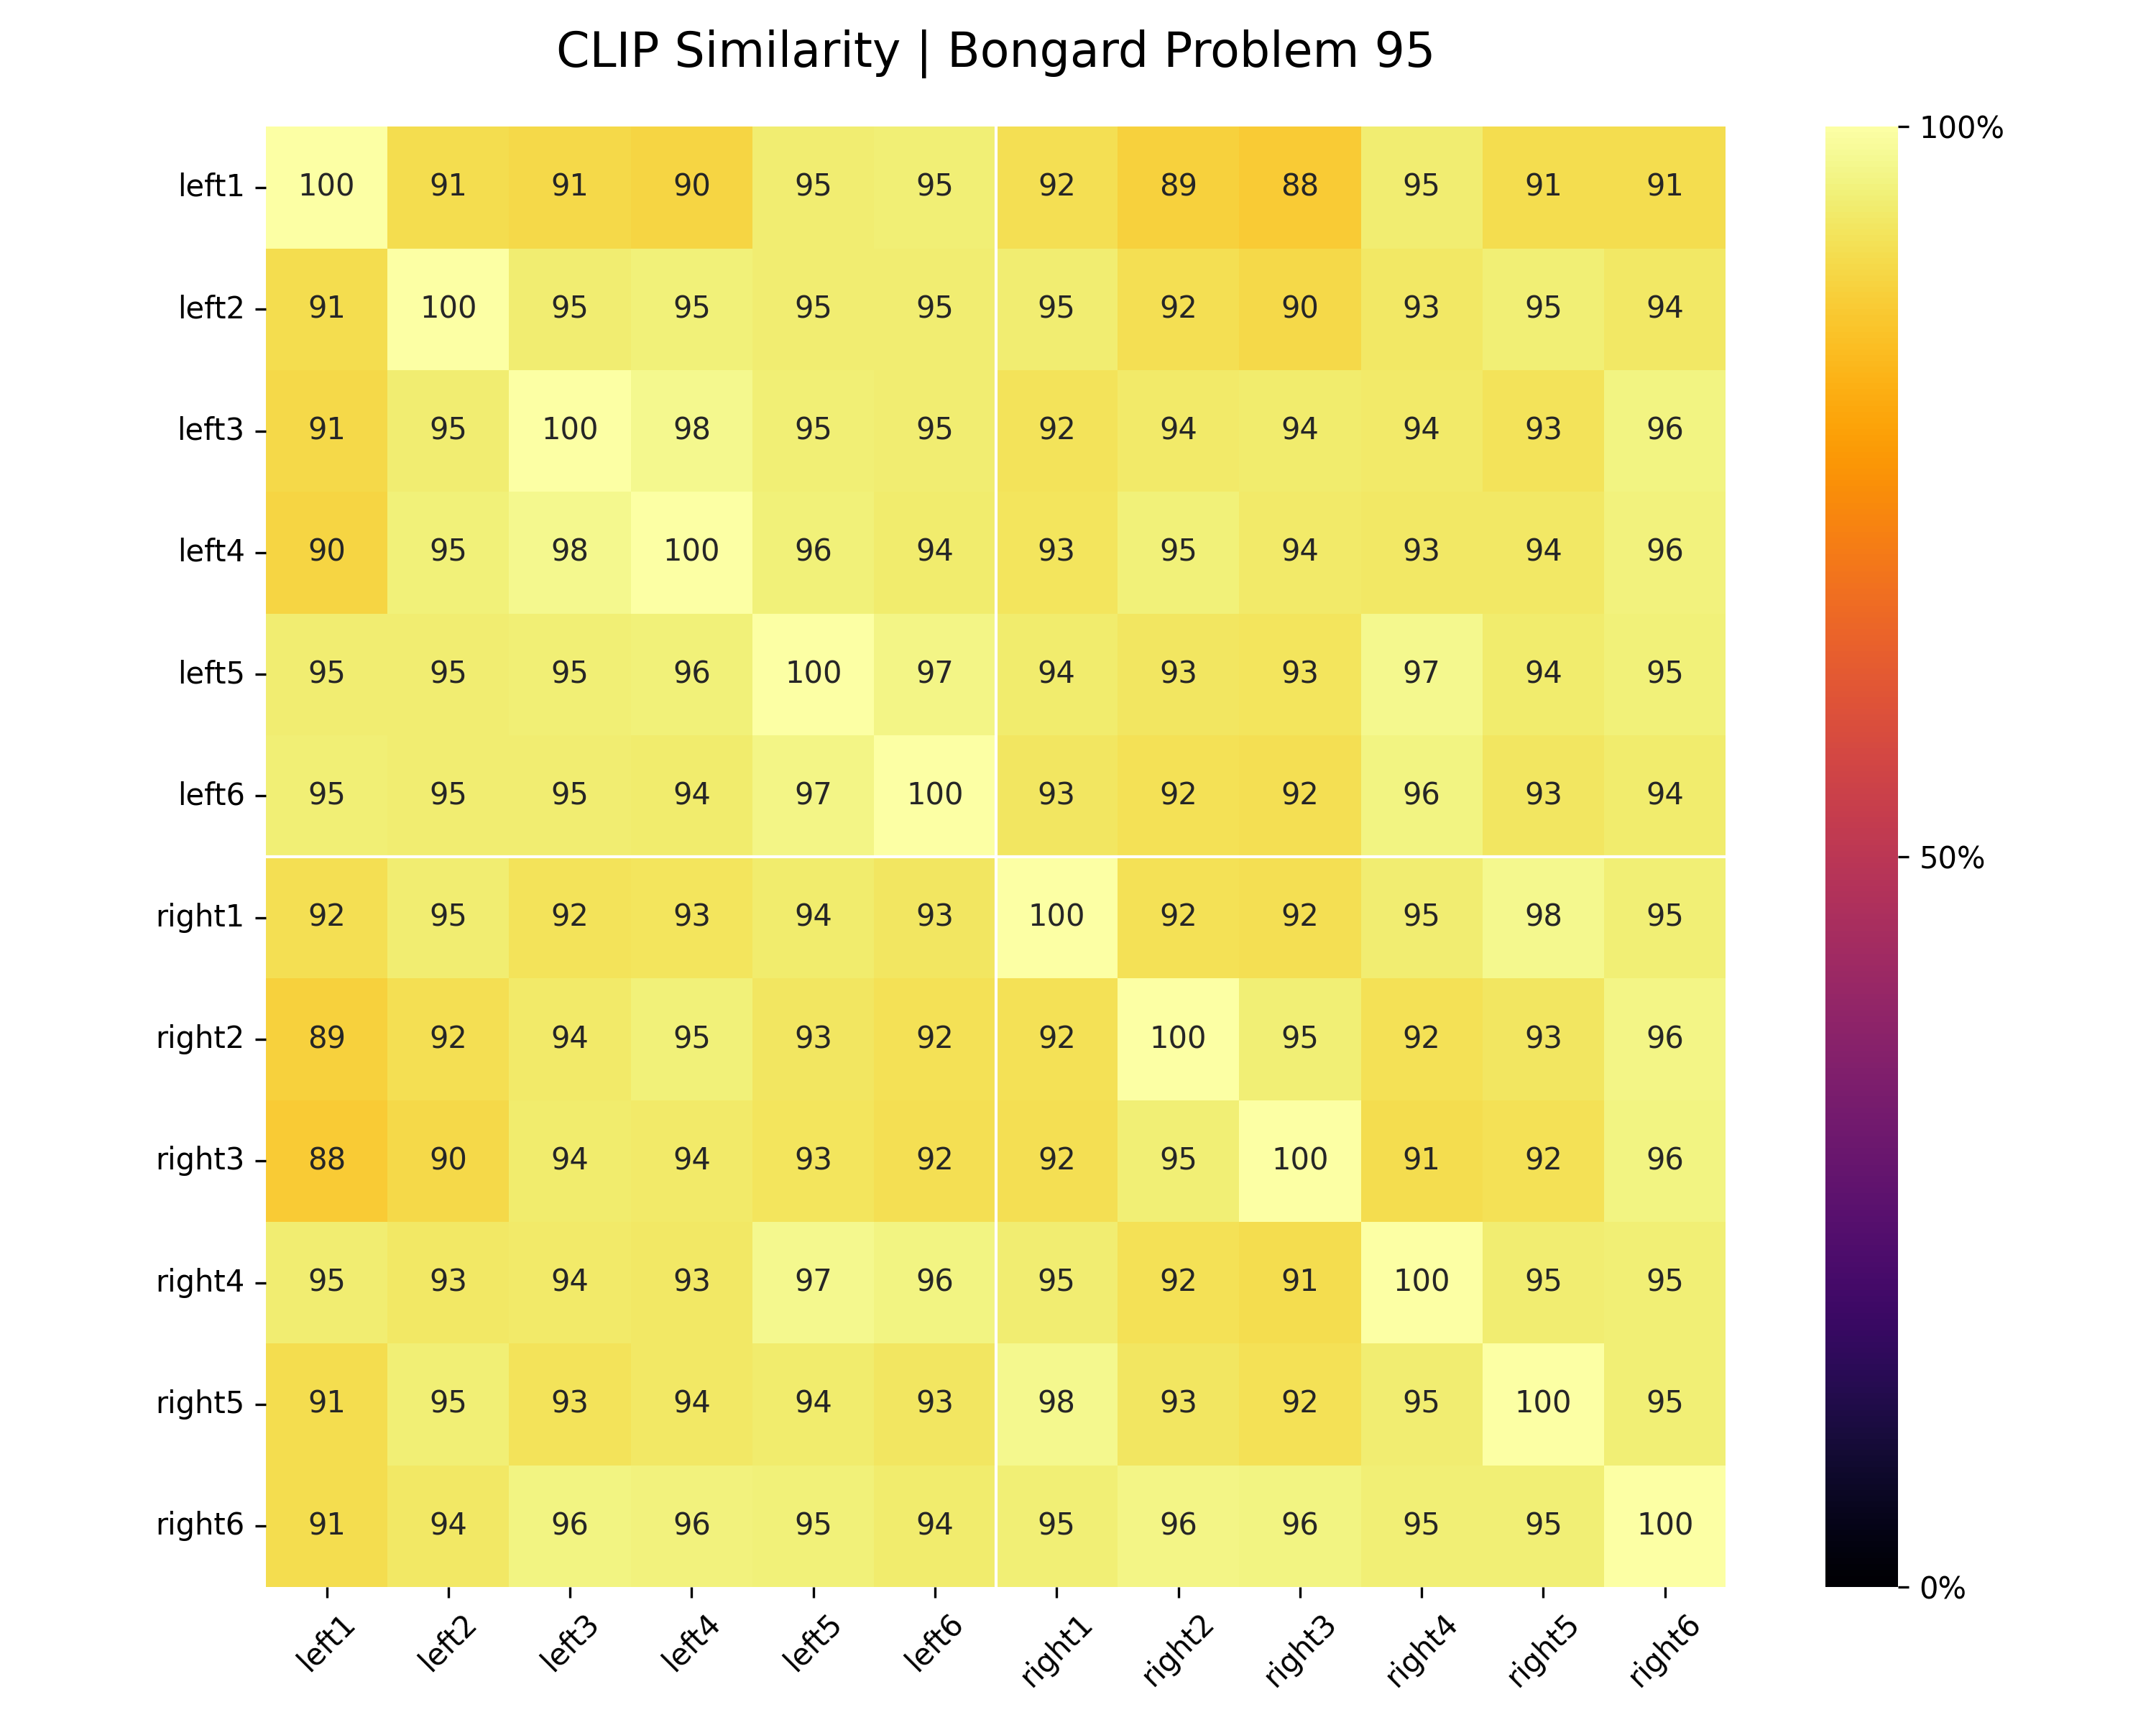 CLIP Similarity | Bongard Problem 95
left1 100 91 91 90 95 95 92 89 88 95 91 91
left2 91 100 95 95 95 95 95 92 90 93 95 94
left3 91 95 100 98 95 95 92 94 94 94 93 96
left4 90 95 98 100 96 94 93 95 94 93 94 96
left5 95 95 95 96 100 97 94 93 93 97 94 95
left6 95 95 95 94 97 100 93 92 92 96 93 94
right1 92 95 92 93 94 93 100 92 92 95 98 95
right2 89 92 94 95 93 92 92 100 95 92 93 96
right3 88 90 94 94 93 92 92 95 100 91 92 96
right4 95 93 94 93 97 96 95 92 91 100 95 95
right5 91 95 93 94 94 93 98 93 92 95 100 95
right6 91 94 96 96 95 94 95 96 96 95 95 100
left1 left2 left3 left4 left5 left6 right1 right2 right3 right4 right5 right6
100%
50%
0%